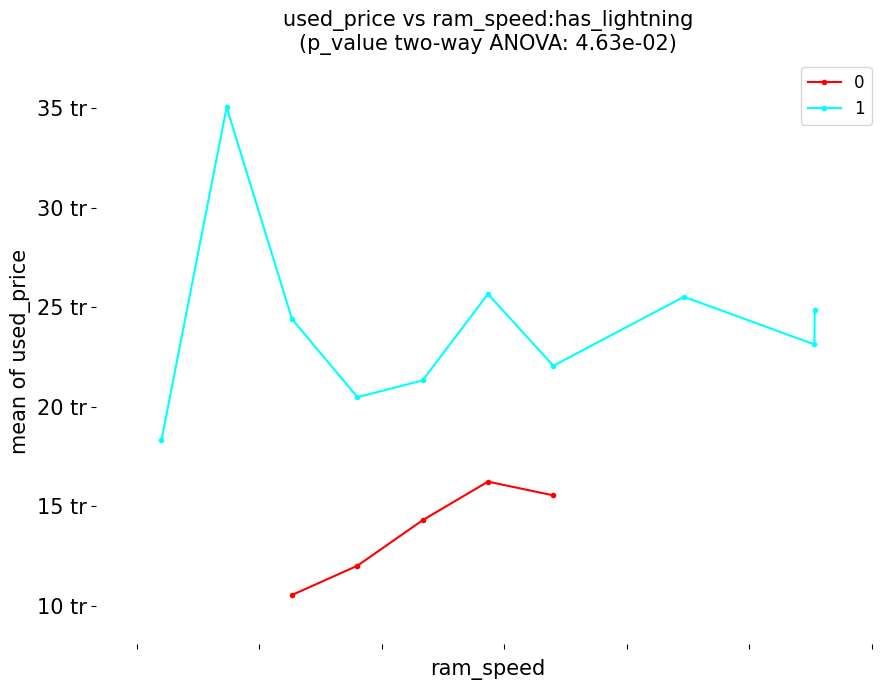 used_price vs ram_speed:has_lightning
(p_value two-way ANOVA: 4.63e-02)
0
1
35 tr
30 tr
25 tr
20 tr
15 tr
10 tr
mean of used_price
ram_speed